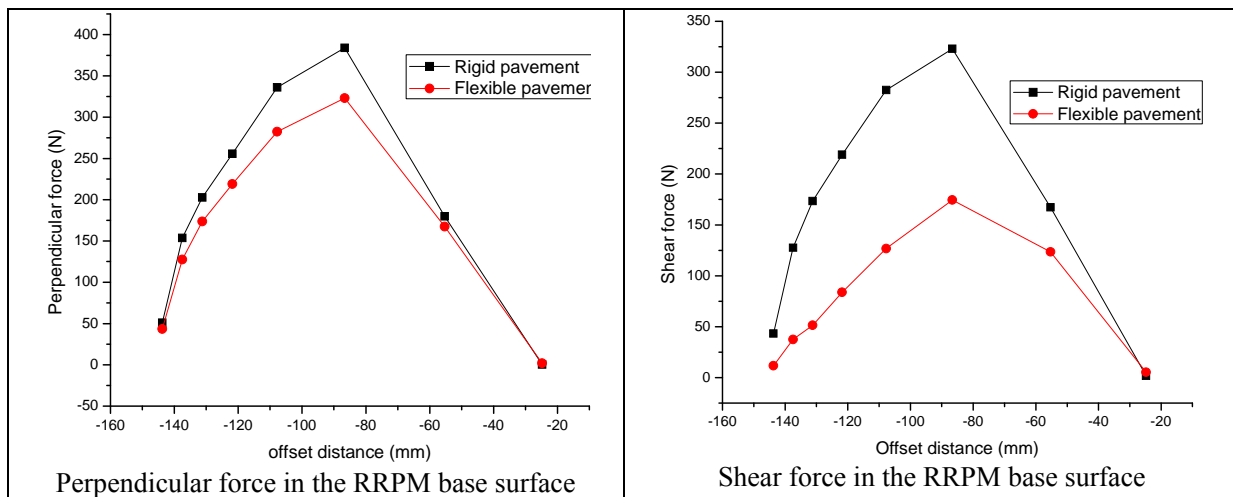 400
350
300
250
200
150
100
50
0
-50
Perpendicular force (N)
Rigid pavement
Flexible pavemen
-160 -140 -120 -100 -80 -60 -40 -20
offset distance (mm)
Perpendicular force in the RRPM base surface
350
300
250
200
150
100
50
0
Shear force (N)
Rigid pavement
Flexible pavement
-160 -140 -120 -100 -80 -60 -40 -20
Offset distance (mm)
Shear force in the RRPM base surface